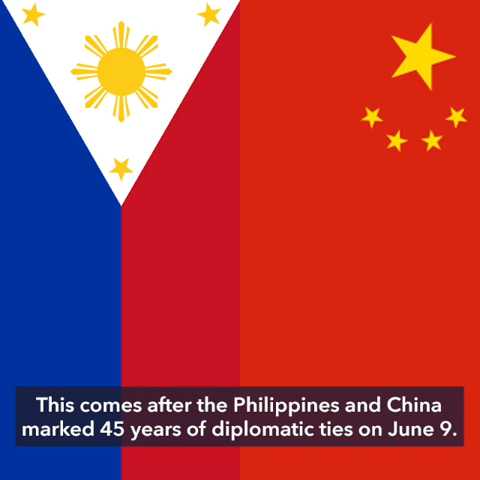 This comes after the Philippines and China
marked 45 years of diplomatic ties on June 9.